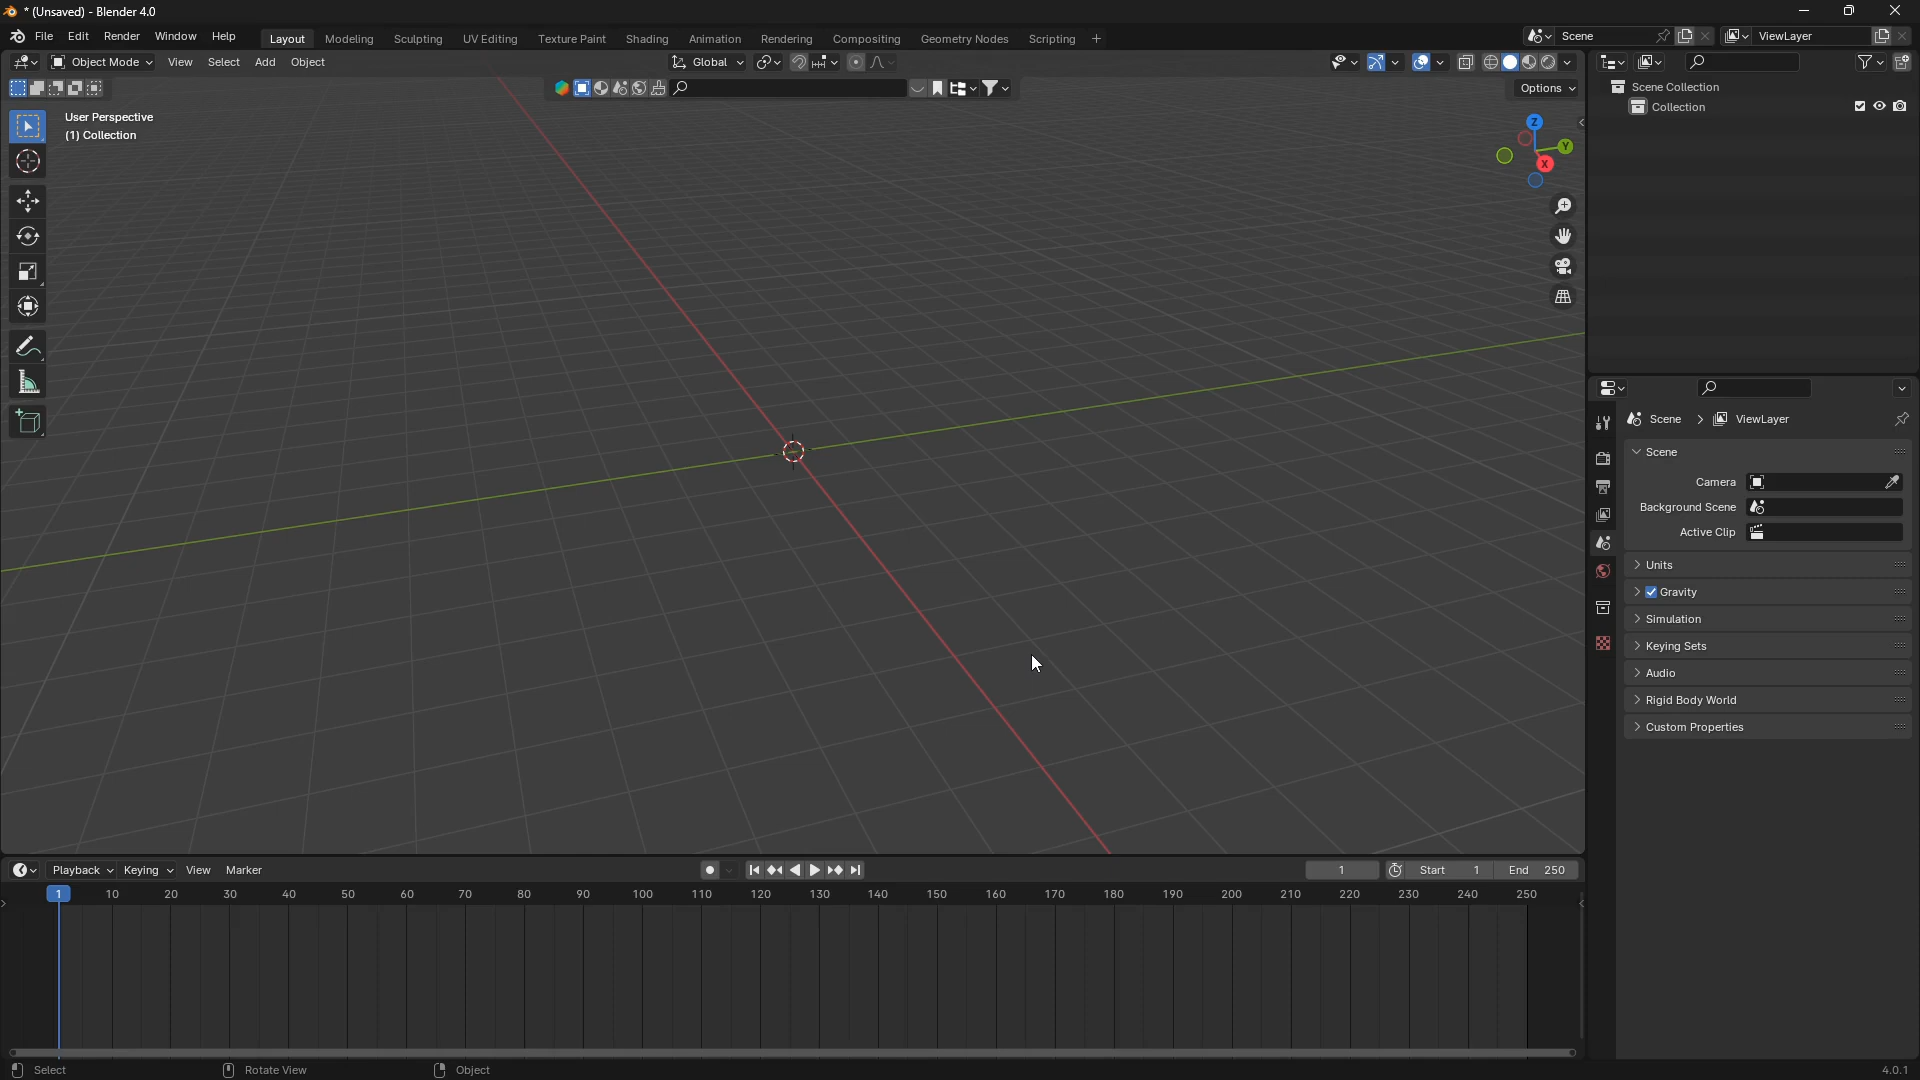 * (Unsaved) - Blender 4.0
File Edit Render Window Help Layout Modeling Sculpting UV Editing Texture Paint Shading Animation Rendering Compositing Geometry Nodes Scripting + Scene ViewLayer
Object Mode View Select Add Object Global
Options
User Perspective
(1) Collection
Z
Y
X
Scene Collection
Collection
Scene > ViewLayer
Scene
Camera
Background Scene
Active Clip
Units
Gravity
Simulation
Keying Sets
Audio
Rigid Body World
Custom Properties
Playback Keying View Marker 1 Start 1 End 250
1 10 20 30 40 50 60 70 80 90 100 110 120 130 140 150 160 170 180 190 200 210 220 230 240 250
Select Rotate View Object 4.0.1